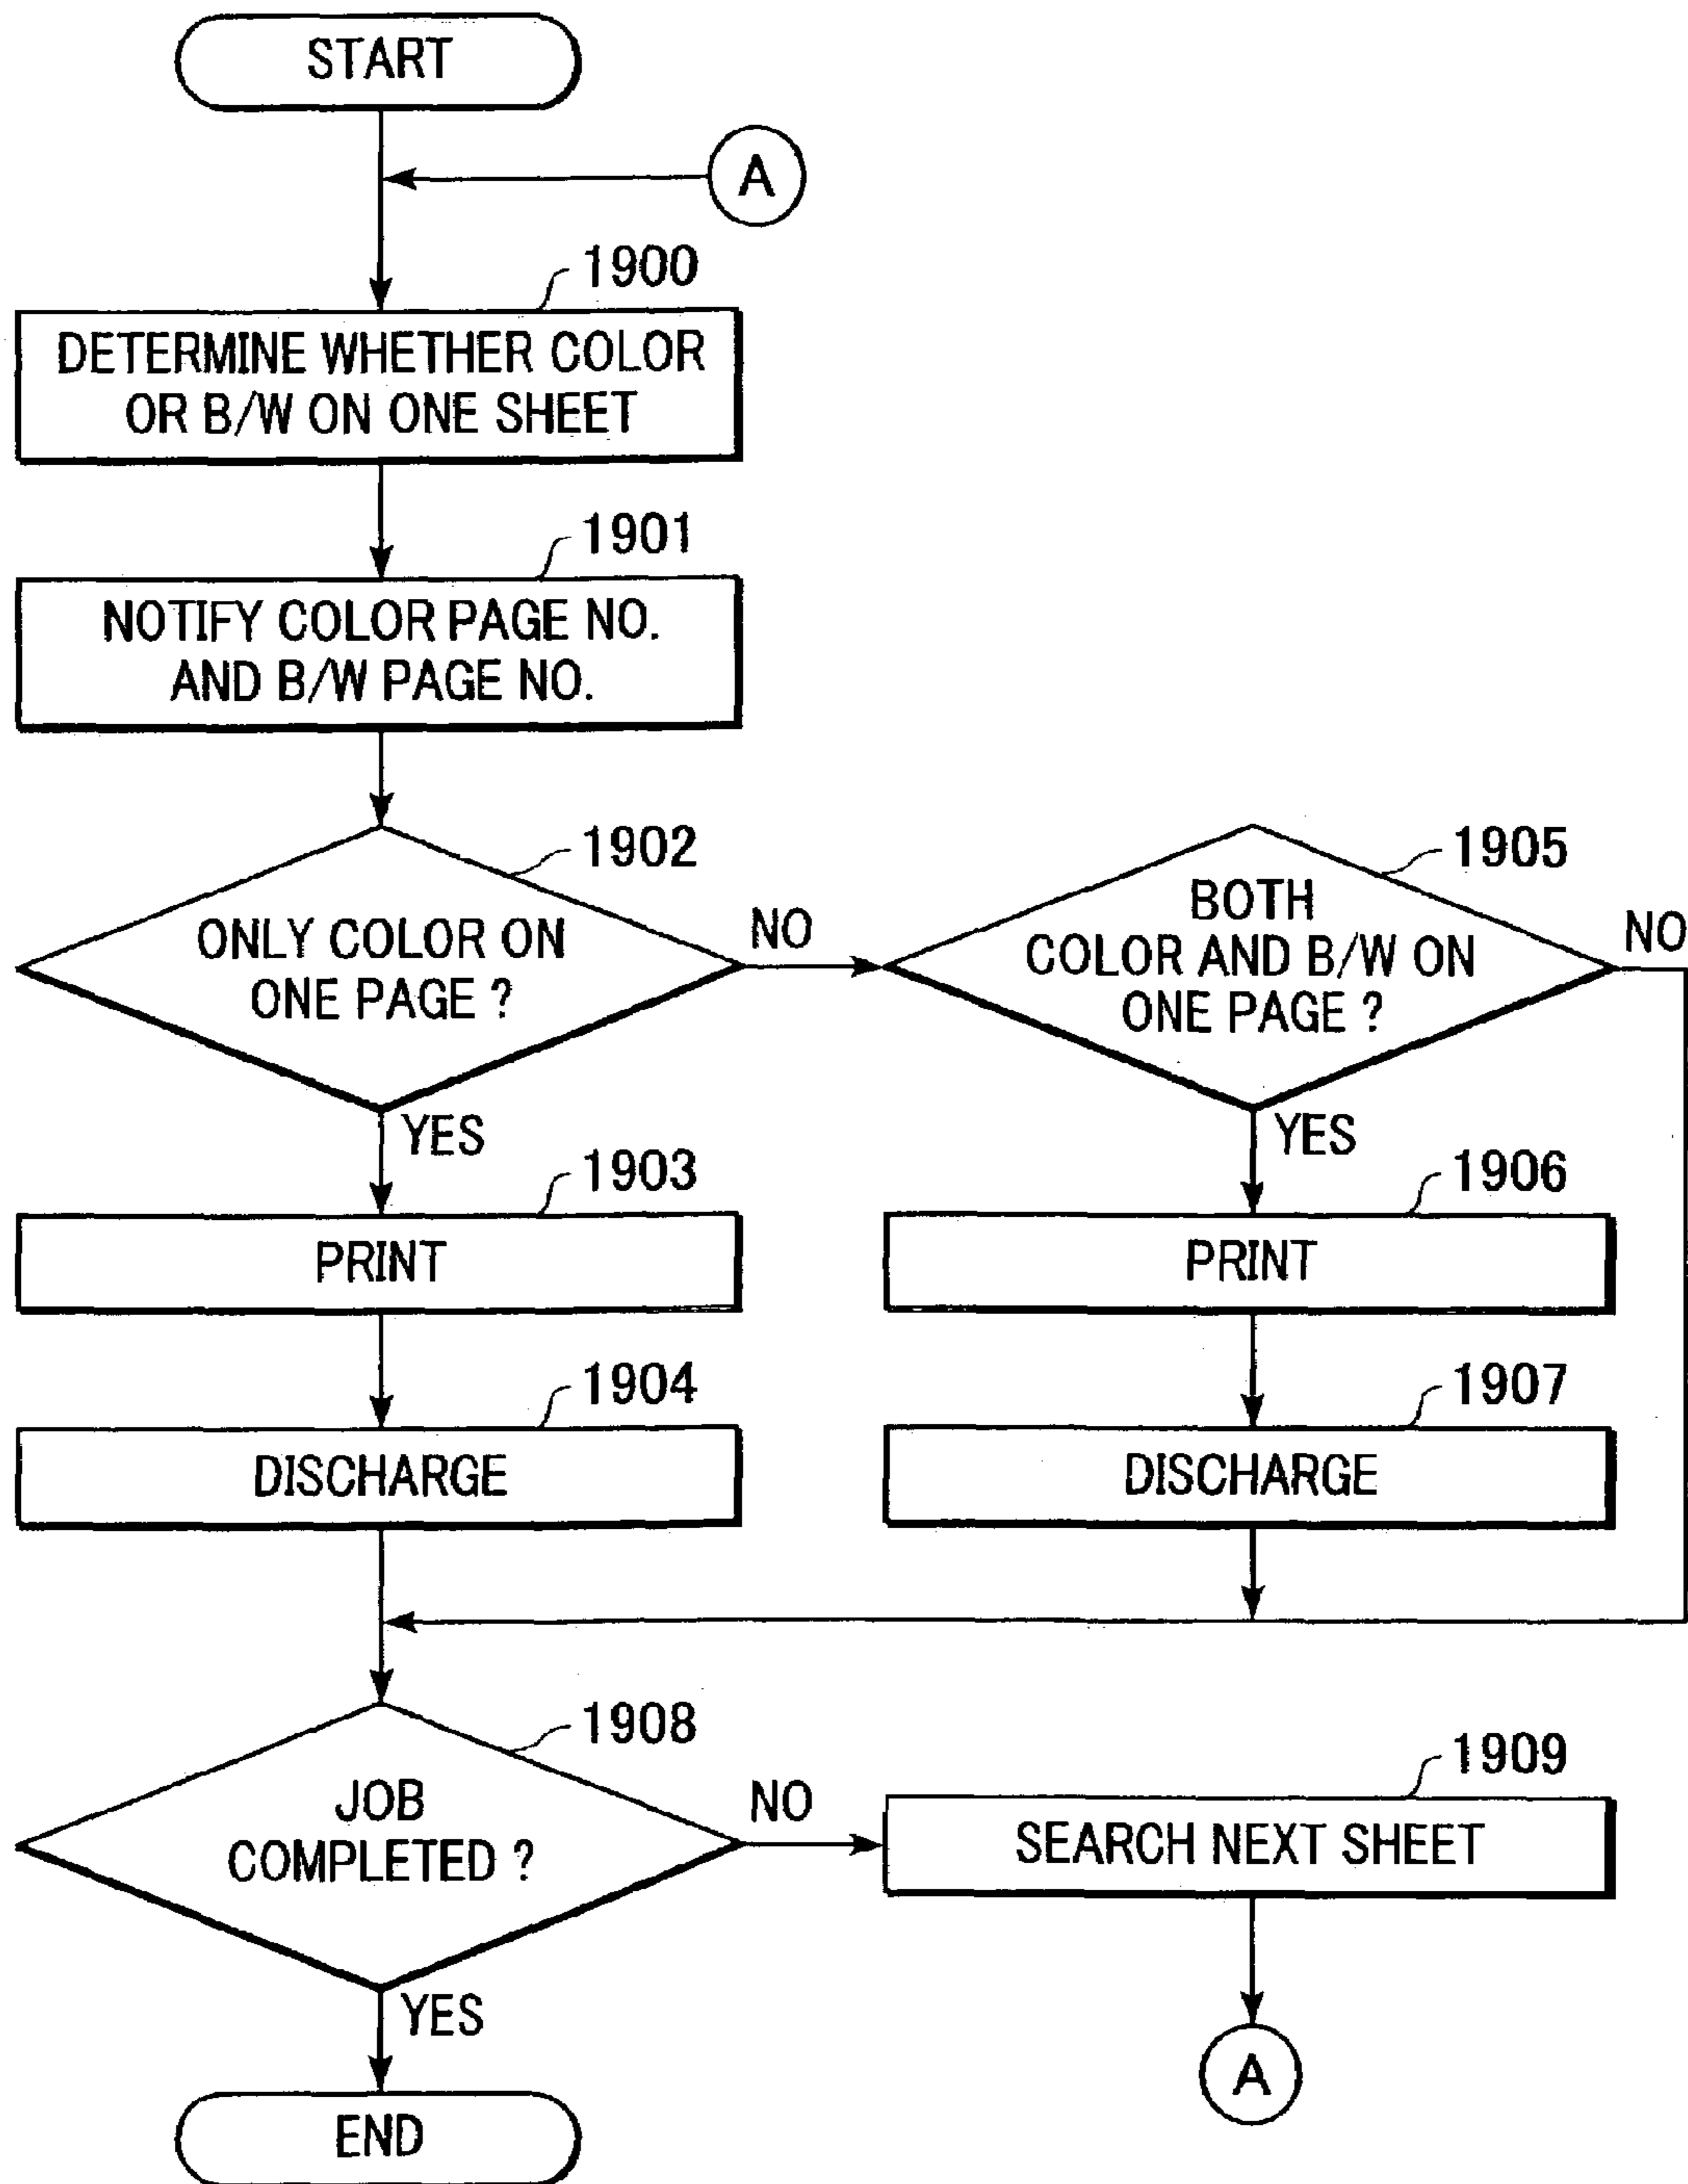 START
A
1900
DETERMINE WHETHER COLOR
OR B/W ON ONE SHEET
1901
NOTIFY COLOR PAGE NO.
AND B/W PAGE NO.
1902
ONLY COLOR ON
ONE PAGE ?
NO
YES
1905
BOTH
COLOR AND B/W ON
ONE PAGE ?
NO
YES
1903
PRINT
1906
PRINT
1904
DISCHARGE
1907
DISCHARGE
1908
JOB
COMPLETED ?
NO
YES
1909
SEARCH NEXT SHEET
A
END